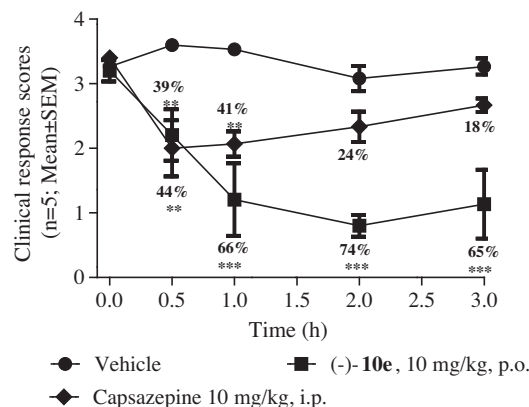 Clinical response scores
(n=5; Mean±SEM)
4
3
2
1
0
39%
**
41%
**
44%
**
24%
18%
66%
***
74%
***
65%
***
0.0 0.5 1.0 1.5 2.0 2.5 3.0
Time (h)
Vehicle
(-)-10e, 10 mg/kg, p.o.
Capsazepine 10 mg/kg, i.p.